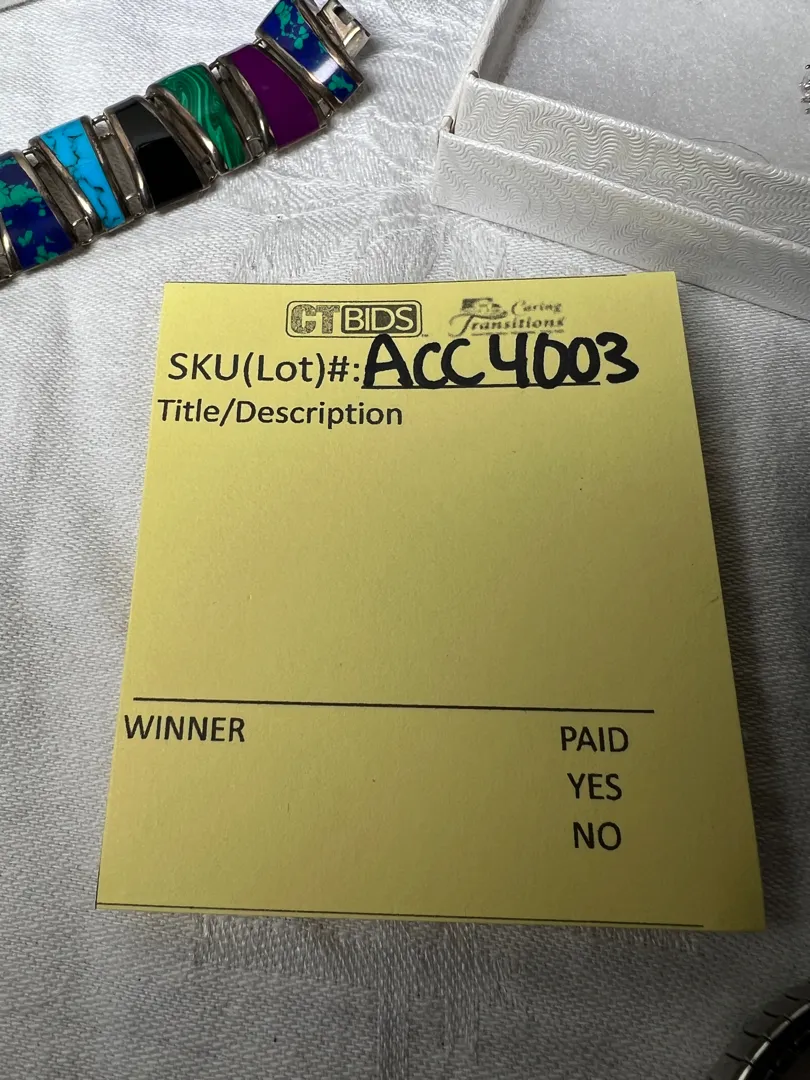 CTBIDS Caring Transitions
SKU(Lot)#: ACC4003
Title/Description
WINNER PAID
YES
NO